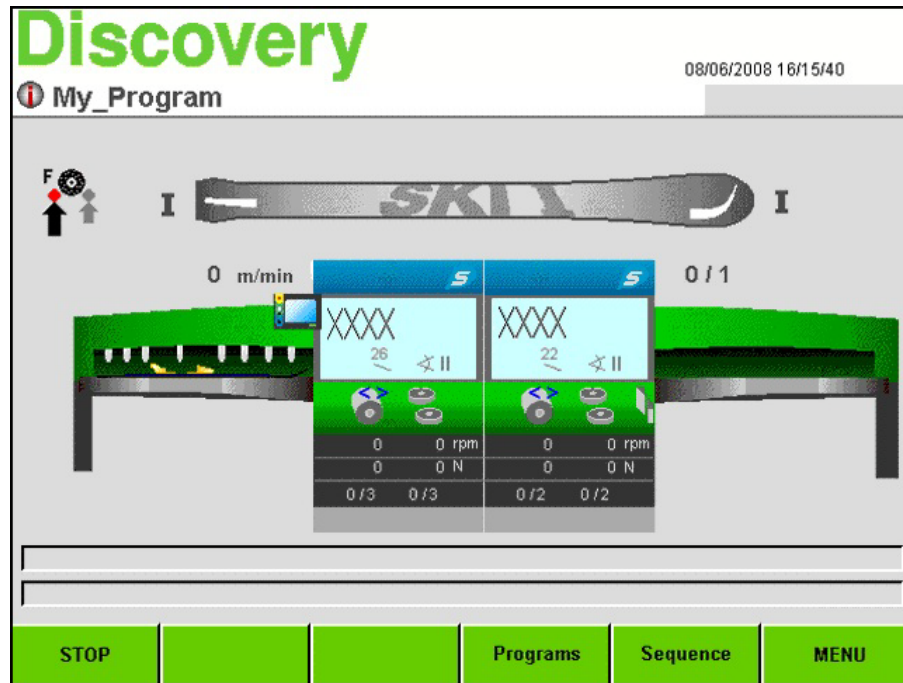 Discovery
08/06/2008 16/15/40
i My_Program
F
I SKI I
0 m/min S S 0 / 1
XXXX XXXX
26 II 22 II
< > < >
0 0 rpm 0 0 rpm
0 0 N 0 0 N
0/3 0/3 0/2 0/2
STOP Programs Sequence MENU